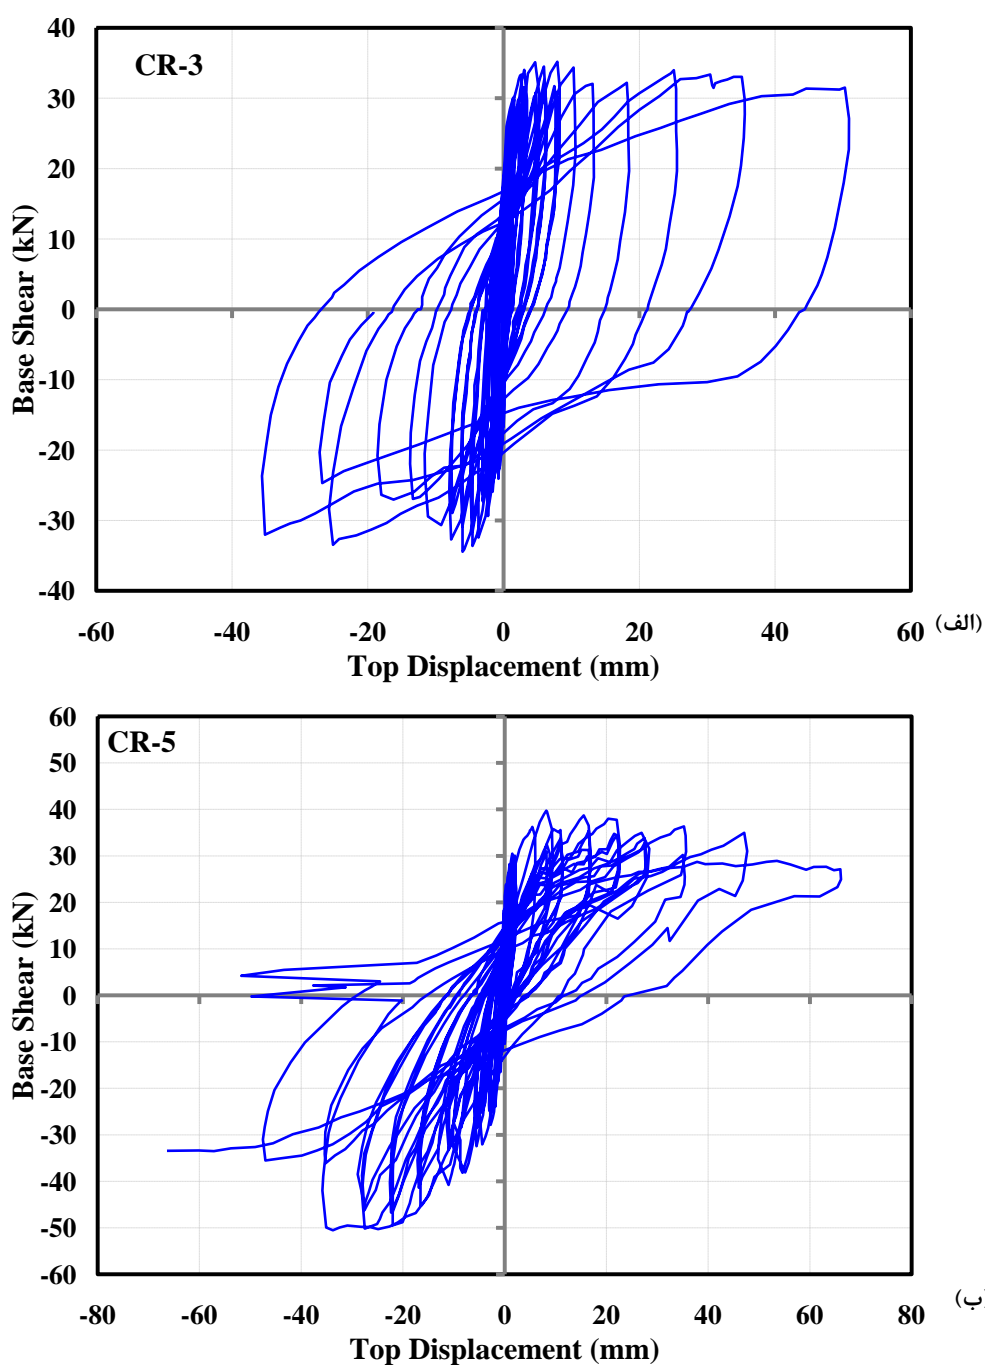 CR-3
40
30
20
10
0
-10
-20
-30
-40
Base Shear (kN)
-60 -40 -20 0 20 40 60
(الف)
Top Displacement (mm)
CR-5
60
50
40
30
20
10
0
-10
-20
-30
-40
-50
-60
Base Shear (kN)
-80 -60 -40 -20 0 20 40 60 80
(ب)
Top Displacement (mm)